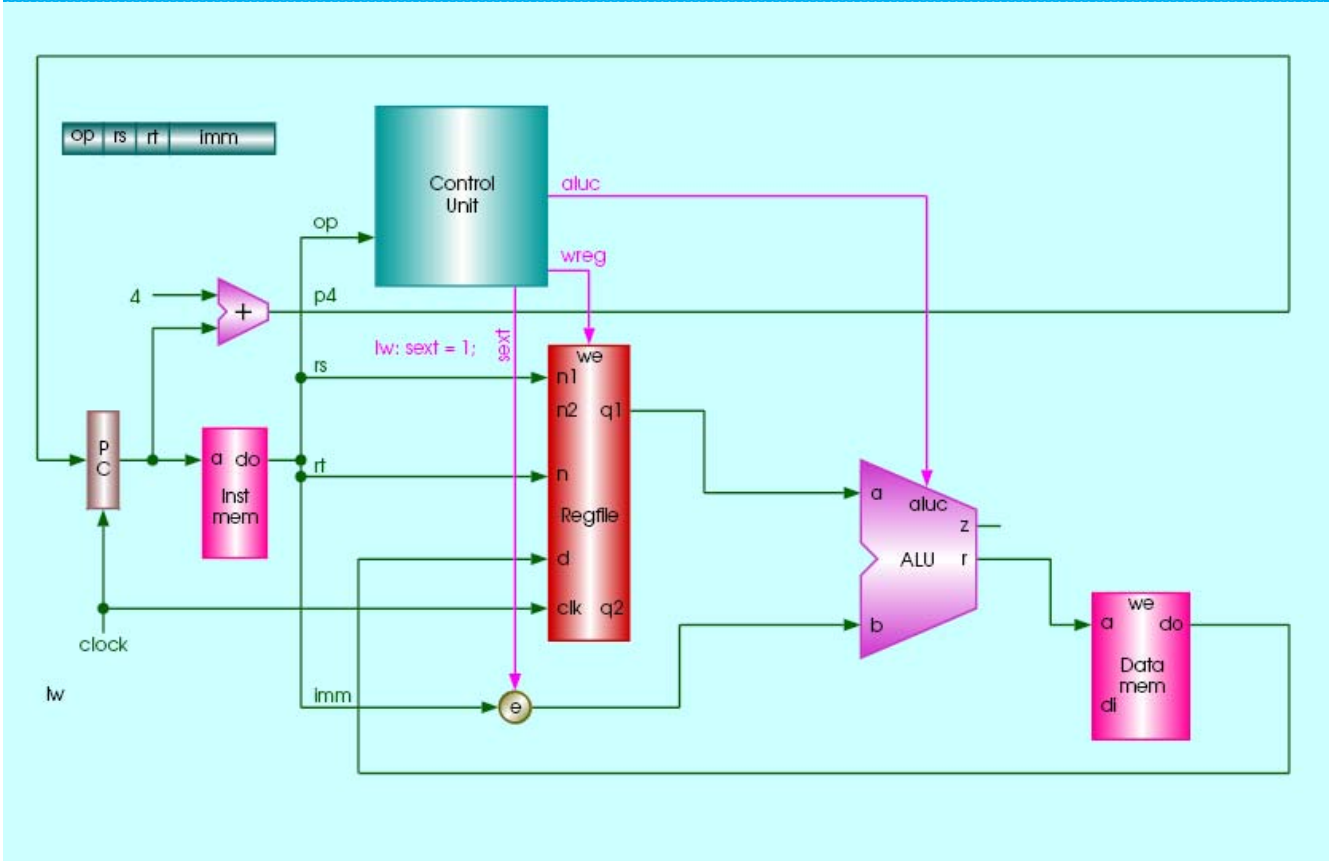 op rs rt imm
Control
Unit
aluc
op
wreg
4
+
p4
lw: sext = 1;
sext
we
rs
n1
n2 q1
P
C
a do
Inst
mem
rt
n
Regfile
a
aluc
z
ALU r
d
clk q2
clock
b
we
a do
Data
mem
di
lw
imm
e